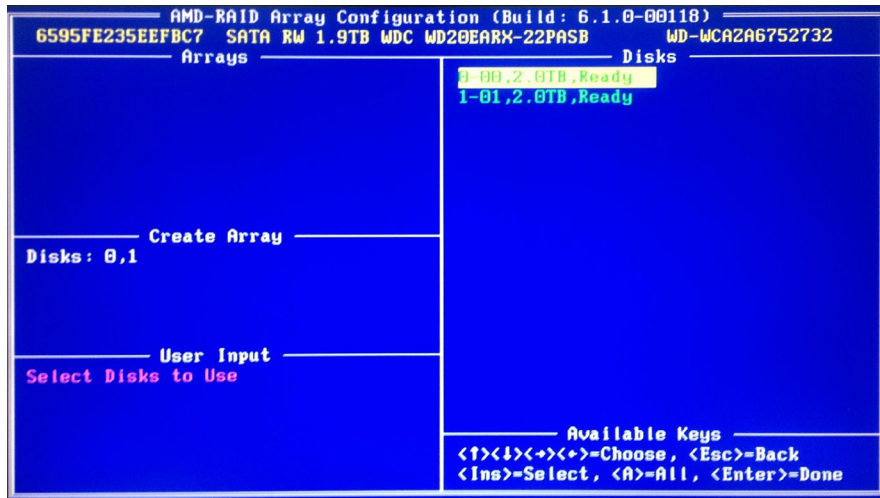 AMD-RAID Array Configuration (Build: 6.1.0-00118)
6595FE235EEFBC7 SATA RW 1.9TB WDC WD20EARX-22PASB WD-WCAZA6752732
Arrays
Disks
0-00,2.0TB,Ready
1-01,2.0TB,Ready
Create Array
Disks: 0,1
User Input
Select Disks to Use
Available Keys
<↑><↓><→><←>=Choose, <Esc>=Back
<Ins>=Select, <A>=All, <Enter>=Done